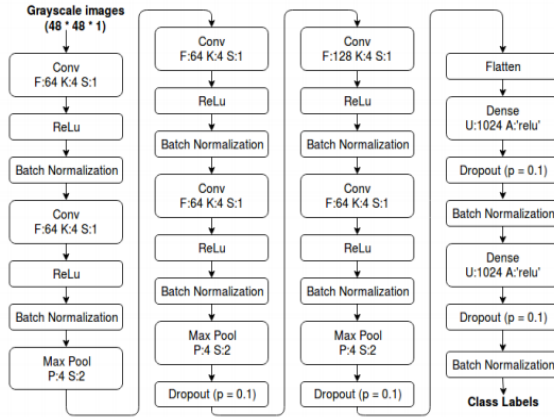 Grayscale images
(48 * 48 * 1)
Conv
F:64 K:4 S:1
ReLu
Batch Normalization
Conv
F:64 K:4 S:1
ReLu
Batch Normalization
Max Pool
P:4 S:2
Conv
F:64 K:4 S:1
ReLu
Batch Normalization
Conv
F:64 K:4 S:1
ReLu
Batch Normalization
Max Pool
P:4 S:2
Dropout (p = 0.1)
Conv
F:128 K:4 S:1
ReLu
Batch Normalization
Conv
F:64 K:4 S:1
ReLu
Batch Normalization
Max Pool
P:4 S:2
Dropout (p = 0.1)
Flatten
Dense
U:1024 A:'relu'
Dropout (p = 0.1)
Batch Normalization
Dense
U:1024 A:'relu'
Dropout (p = 0.1)
Batch Normalization
Class Labels